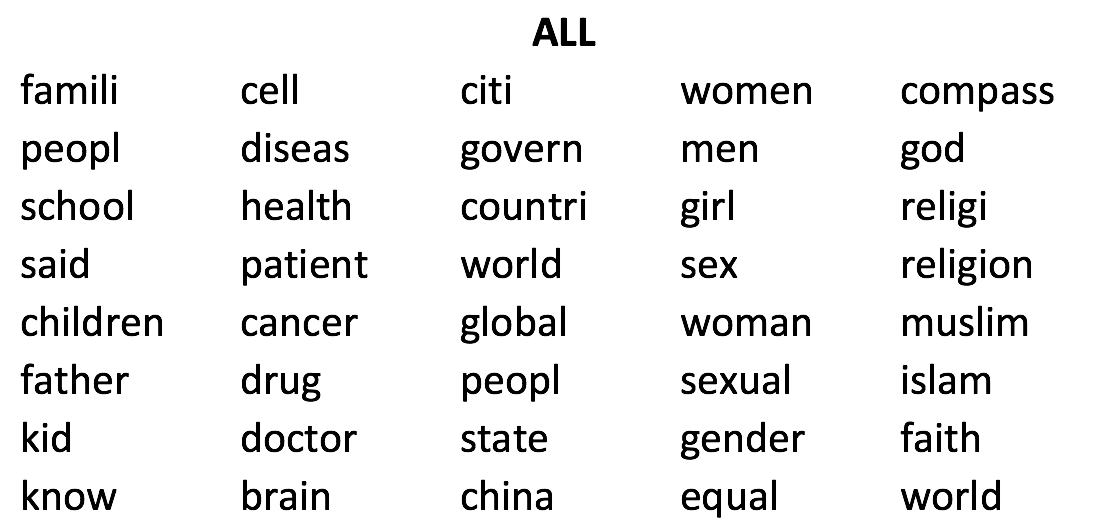 ALL
famili cell citi women compass
peopl diseas govern men god
school health countri girl religi
said patient world sex religion
children cancer global woman muslim
father drug peopl sexual islam
kid doctor state gender faith
know brain china equal world